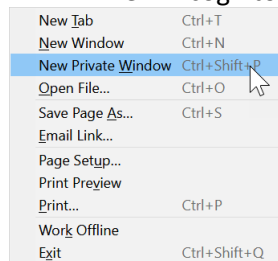 New Tab Ctrl+T
New Window Ctrl+N
New Private Window Ctrl+Shift+P
Open File... Ctrl+O
Save Page As... Ctrl+S
Email Link...
Page Setup...
Print Preview
Print... Ctrl+P
Work Offline
Exit Ctrl+Shift+Q